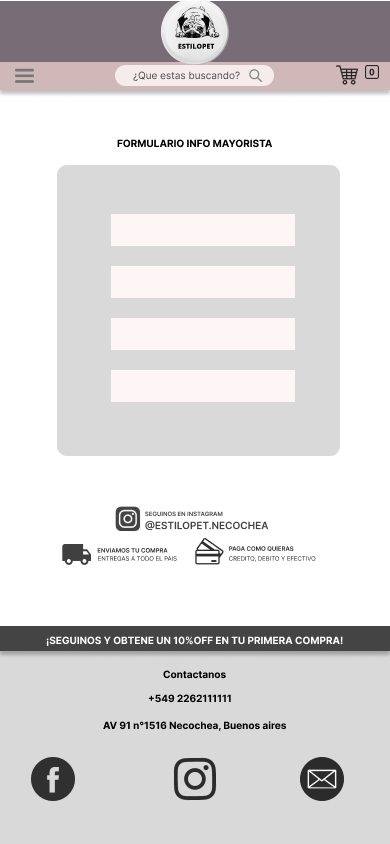 ESTILOPET
¿Que estas buscando?
0
FORMULARIO INFO MAYORISTA
SEGUINOS EN INSTAGRAM
@ESTILOPET.NECOCHEA
ENVIAMOS TU COMPRA
ENTREGAS A TODO EL PAIS
PAGA COMO QUIERAS
CREDITO, DEBITO Y EFECTIVO
¡SEGUINOS Y OBTENE UN 10%OFF EN TU PRIMERA COMPRA!
Contactanos
+549 2262111111
AV 91 n°1516 Necochea, Buenos aires